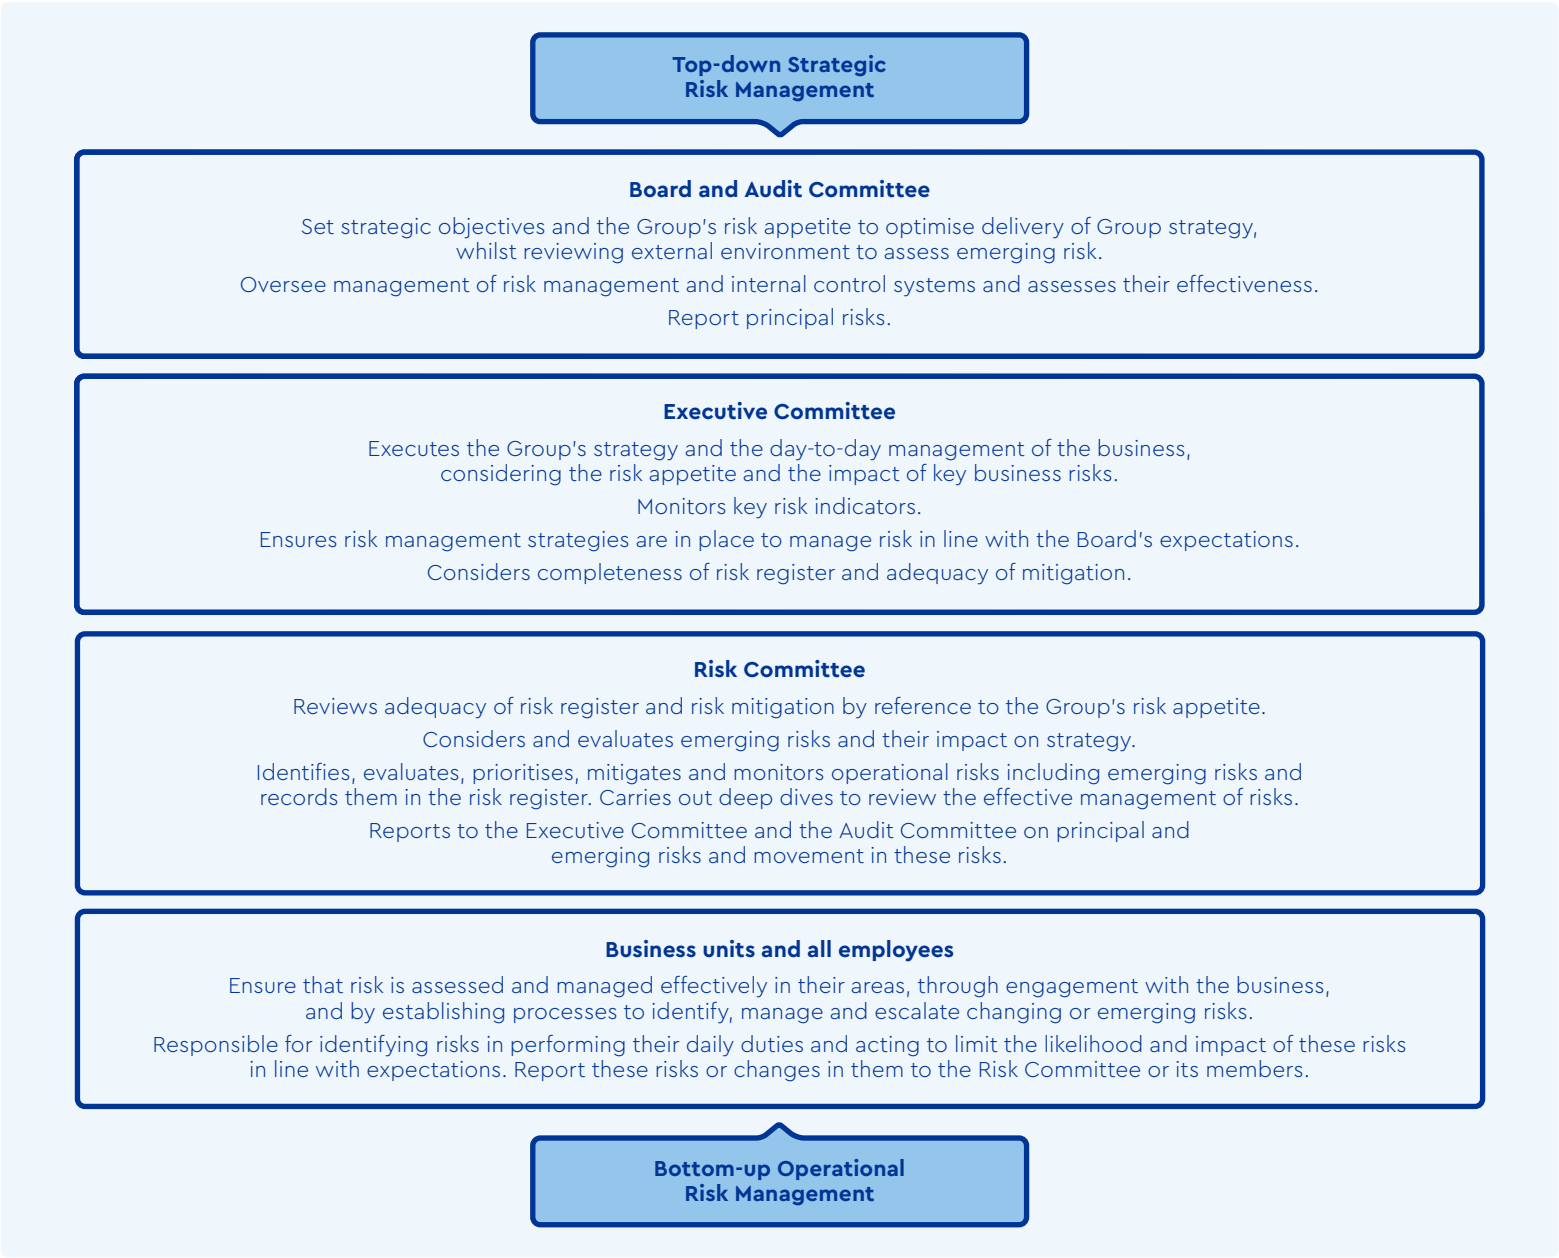 Top-down Strategic
Risk Management
Board and Audit Committee
Set strategic objectives and the Group's risk appetite to optimise delivery of Group strategy,
whilst reviewing external environment to assess emerging risk.
Oversee management of risk management and internal control systems and assesses their effectiveness.
Report principal risks.
Executive Committee
Executes the Group's strategy and the day-to-day management of the business,
considering the risk appetite and the impact of key business risks.
Monitors key risk indicators.
Ensures risk management strategies are in place to manage risk in line with the Board's expectations.
Considers completeness of risk register and adequacy of mitigation.
Risk Committee
Reviews adequacy of risk register and risk mitigation by reference to the Group's risk appetite.
Considers and evaluates emerging risks and their impact on strategy.
Identifies, evaluates, prioritises, mitigates and monitors operational risks including emerging risks and
records them in the risk register. Carries out deep dives to review the effective management of risks.
Reports to the Executive Committee and the Audit Committee on principal and
emerging risks and movement in these risks.
Business units and all employees
Ensure that risk is assessed and managed effectively in their areas, through engagement with the business,
and by establishing processes to identify, manage and escalate changing or emerging risks.
Responsible for identifying risks in performing their daily duties and acting to limit the likelihood and impact of these risks
in line with expectations. Report these risks or changes in them to the Risk Committee or its members.
Bottom-up Operational
Risk Management